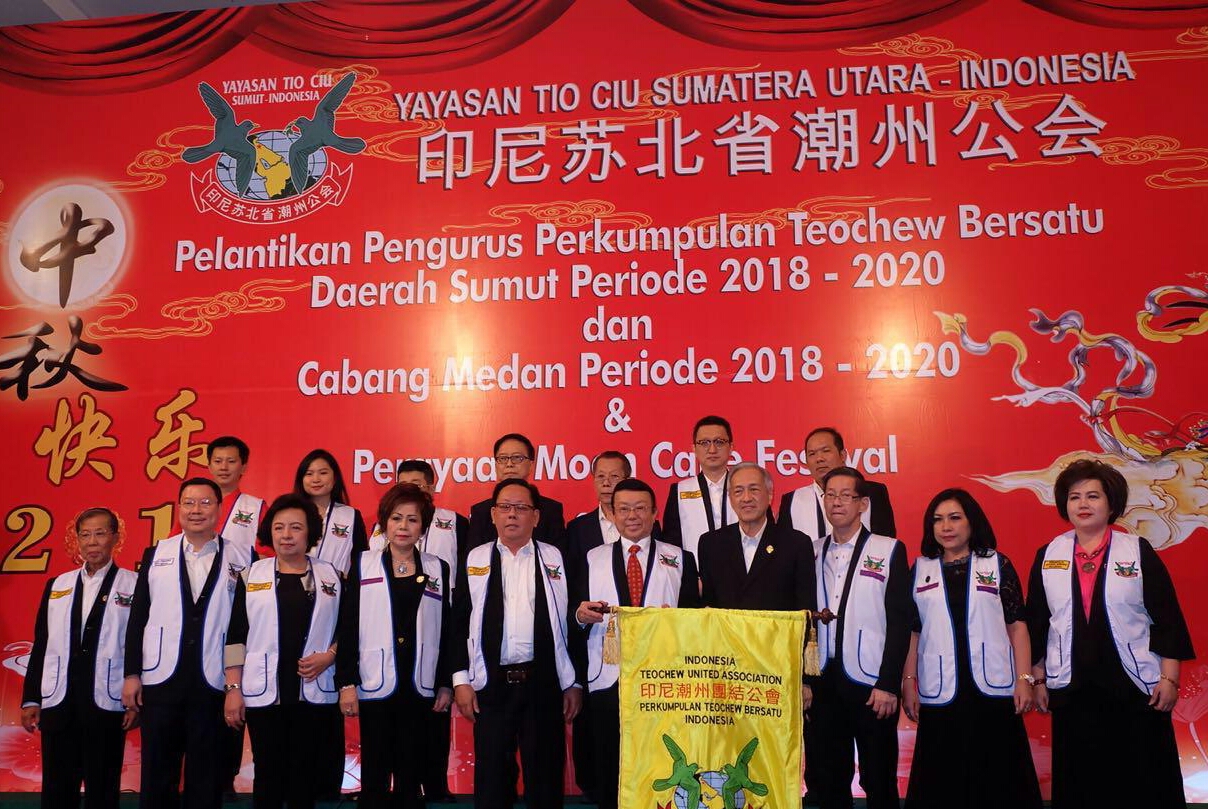 YAYASAN TIO CIU
SUMUT-INDONESIA
印尼苏北省潮州公会
YAYASAN TIO CIU SUMATERA UTARA - INDONESIA
印尼苏北省潮州公会
Pelantikan Pengurus Perkumpulan Teochew Bersatu
Daerah Sumut Periode 2018 - 2020
dan
Cabang Medan Periode 2018 - 2020
&
Moon Cake Festival
中
秋
快乐
INDONESIA
TEOCHEW UNITED ASSOCIATION
印尼潮州團結公會
PERKUMPULAN TEOCHEW BERSATU
INDONESIA